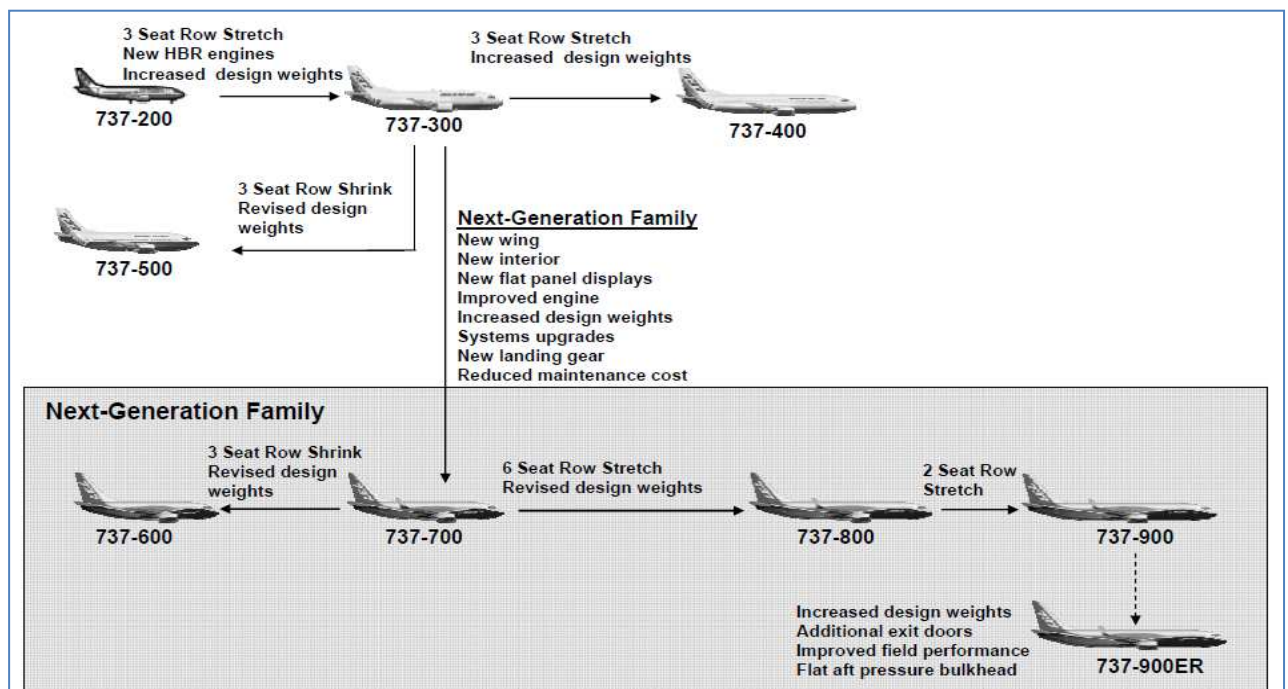 3 Seat Row Stretch
New HBR engines
Increased design weights
3 Seat Row Stretch
Increased design weights
737-200
737-300
737-400
3 Seat Row Shrink
Revised design
weights
737-500
Next-Generation Family
New wing
New interior
New flat panel displays
Improved engine
Increased design weights
Systems upgrades
New landing gear
Reduced maintenance cost
Next-Generation Family
3 Seat Row Shrink
Revised design
weights
6 Seat Row Stretch
Revised design weights
2 Seat Row
Stretch
737-600
737-700
737-800
737-900
Increased design weights
Additional exit doors
Improved field performance
Flat aft pressure bulkhead
737-900ER